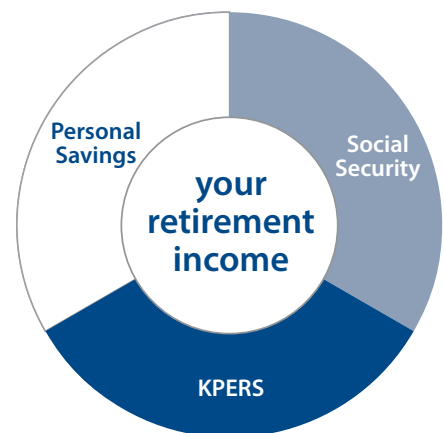 Personal
Savings
Social
Security
your
retirement
income
KPERS